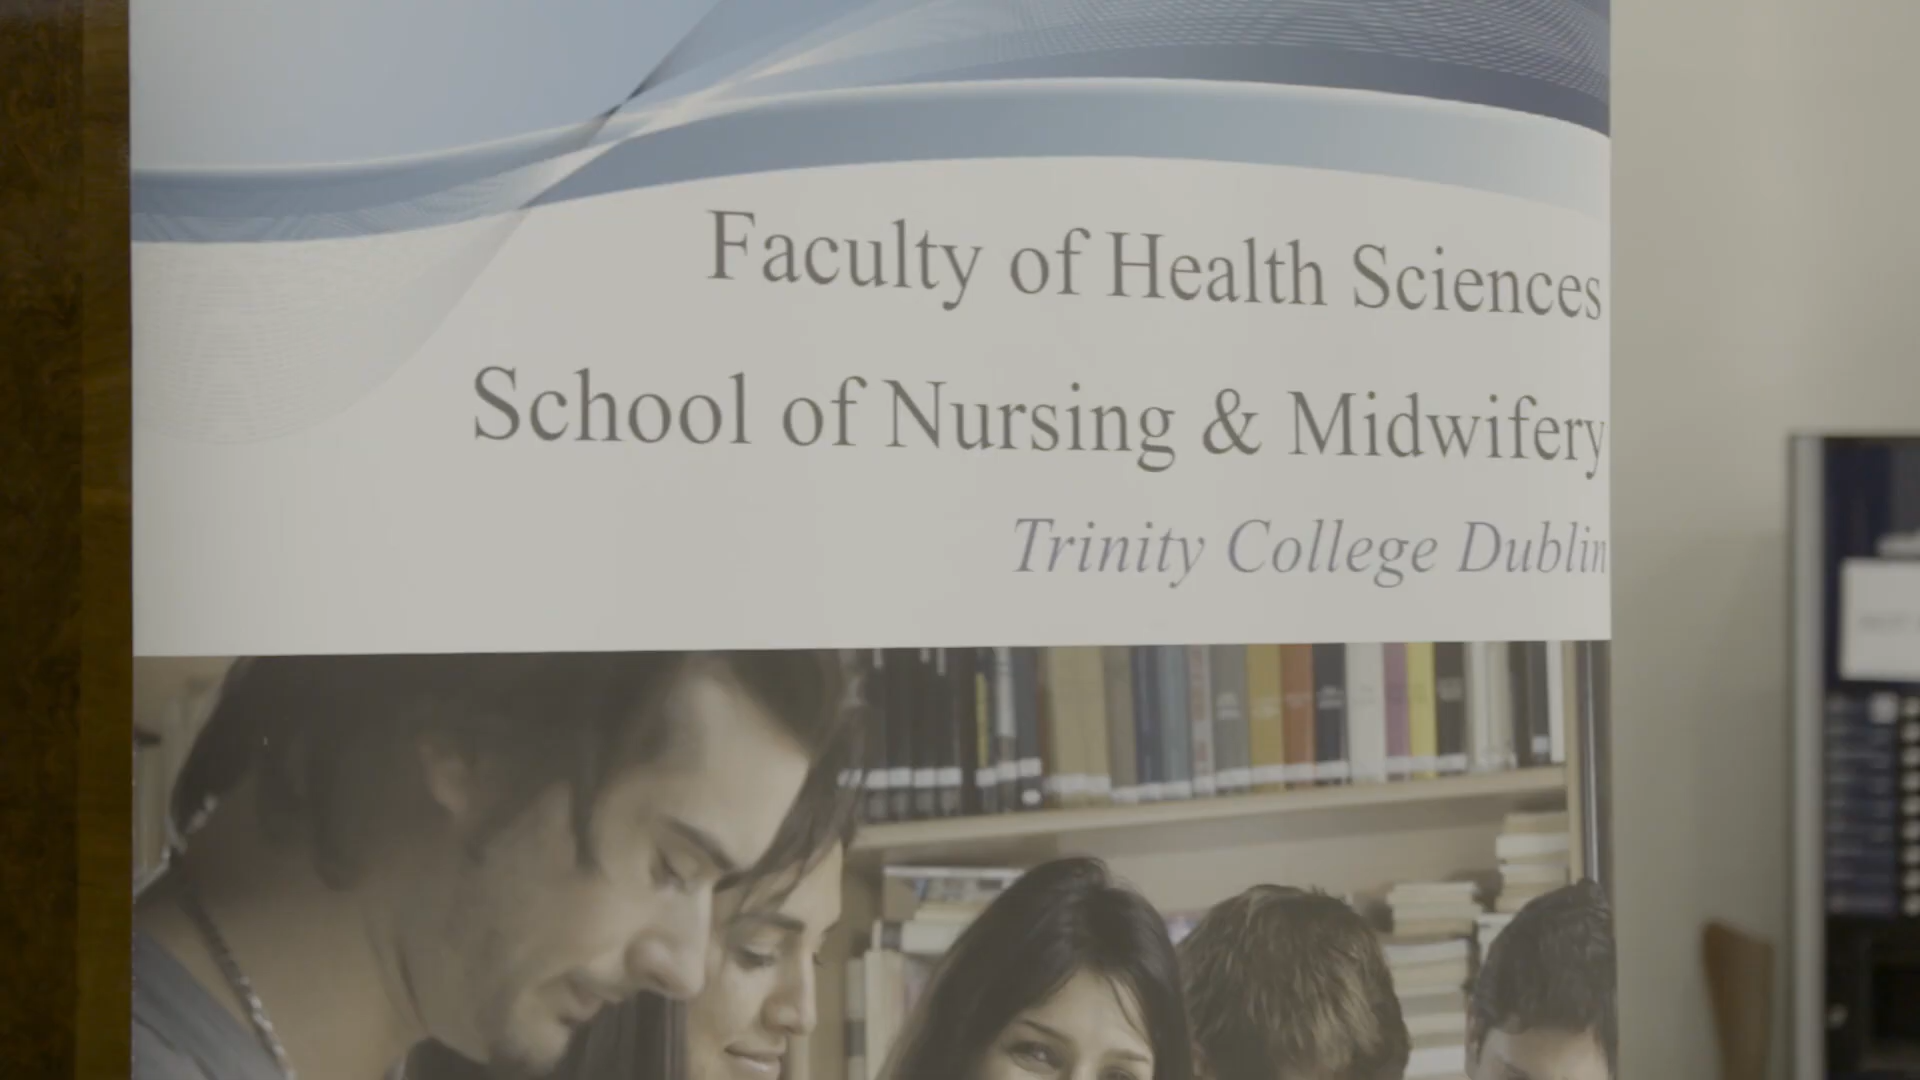 Faculty of Health Sciences
School of Nursing & Midwifery
Trinity College Dublin